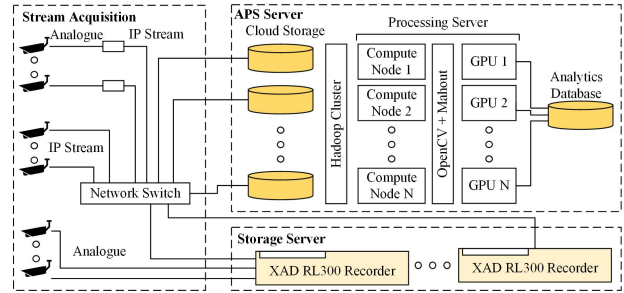 Stream Acquisition
Analogue
IP Stream
IP Stream
Network Switch
Analogue
APS Server
Cloud Storage
Processing Server
Hadoop Cluster
Compute
Node 1
Compute
Node 2
Compute
Node N
OpenCV + Mahout
GPU 1
GPU 2
GPU N
Analytics
Database
Storage Server
XAD RL300 Recorder
XAD RL300 Recorder